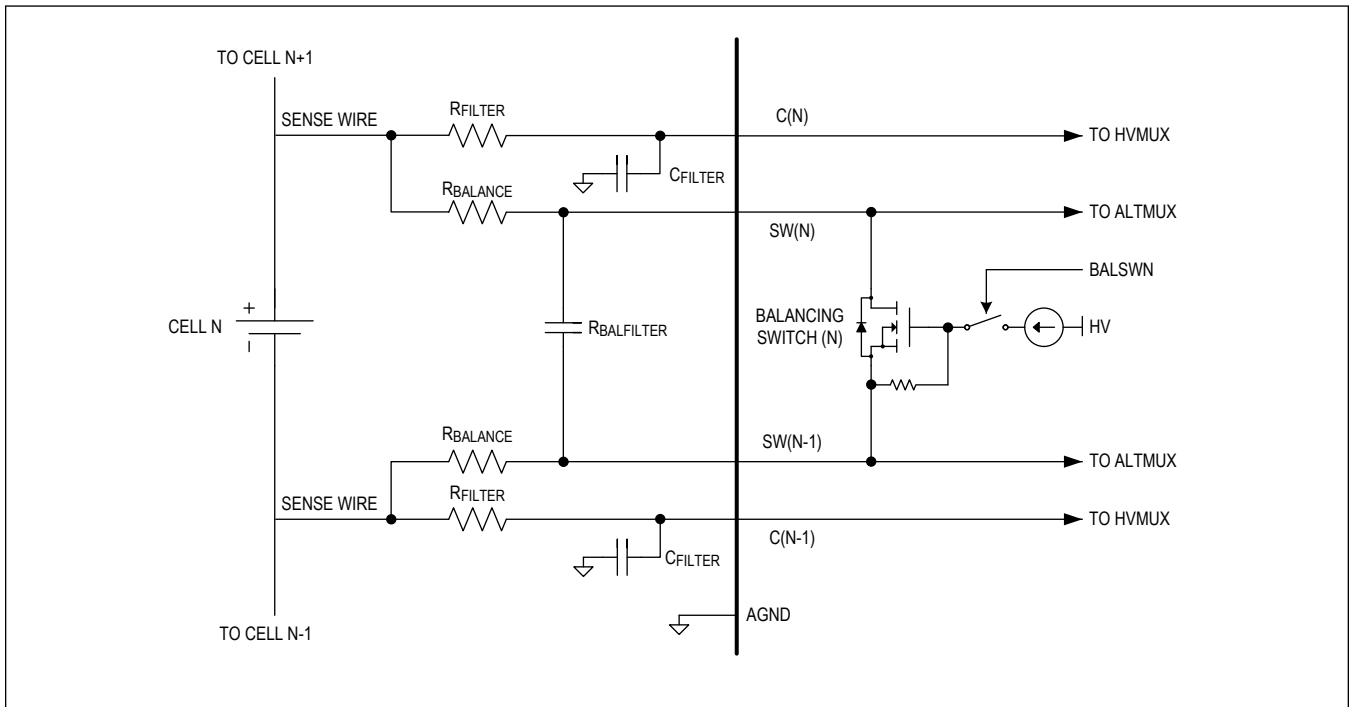 TO CELL N+1
SENSE WIRE
RFILTER
C(N)
TO HVMUX
CFILTER
RBALANCE
TO ALTMUX
SW(N)
BALSWN
+
CELL N
-
RBALFILTER
BALANCING
SWITCH (N)
HV
RBALANCE
SW(N-1)
TO ALTMUX
SENSE WIRE
RFILTER
TO HVMUX
C(N-1)
CFILTER
AGND
TO CELL N-1